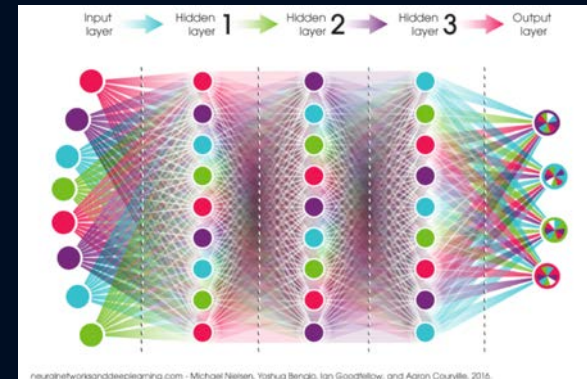 Input layer Hidden layer 1 Hidden layer 2 Hidden layer 3 Output layer
neuralnetworksanddeeplearning.com - Michael Nielsen, Yoshua Bengio, Ian Goodfellow, and Aaron Courville, 2016.